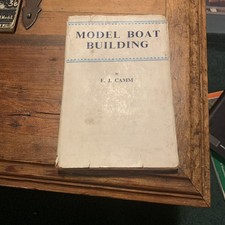 MODEL BOAT
BUILDING
F. J. CAMM